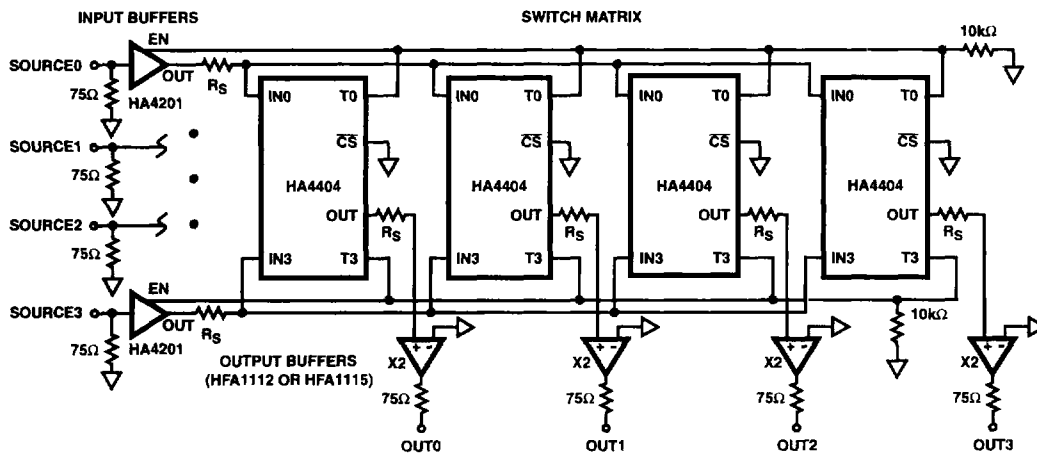 INPUT BUFFERS
SWITCH MATRIX
EN
10kΩ
SOURCE0
OUT
RS
75Ω
HA4201
IN0 T0
IN0 T0
IN0 T0
IN0 T0
SOURCE1
CS
CS
CS
CS
75Ω
HA4404
HA4404
HA4404
HA4404
SOURCE2
OUT
OUT
OUT
OUT
RS
RS
RS
RS
75Ω
IN3 T3
IN3 T3
IN3 T3
IN3 T3
EN
SOURCE3
OUT
RS
10kΩ
75Ω
HA4201
OUTPUT BUFFERS
(HFA1112 OR HFA1115)
X2
+ -
X2
+ -
X2
+ -
X2
+ -
75Ω
75Ω
75Ω
75Ω
OUT0
OUT1
OUT2
OUT3